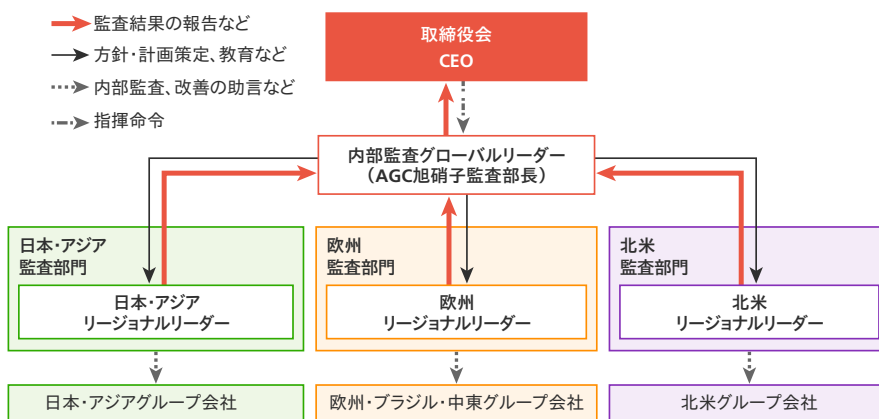 監査結果の報告など
方針・計画策定、教育など
内部監査、改善の助言など
指揮命令
取締役会
CEO
内部監査グローバルリーダー
（AGC旭硝子監査部長）
日本・アジア
監査部門
日本・アジア
リージョナルリーダー
日本・アジアグループ会社
欧州
監査部門
欧州
リージョナルリーダー
欧州・ブラジル・中東グループ会社
北米
監査部門
北米
リージョナルリーダー
北米グループ会社